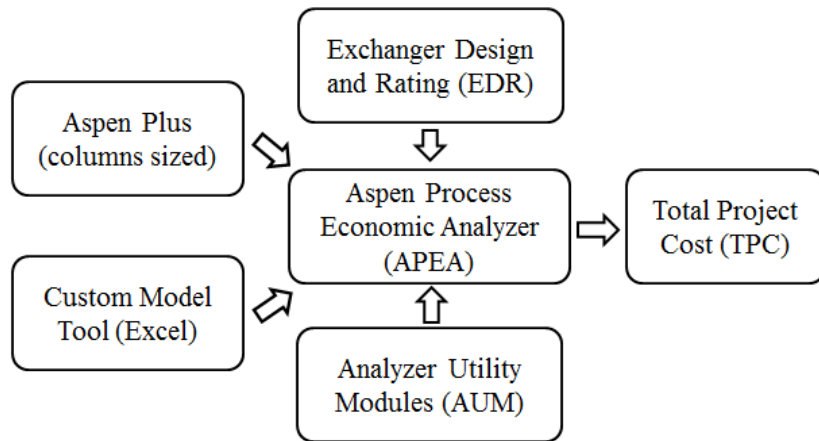 Exchanger Design
and Rating (EDR)
Aspen Plus
(columns sized)
Aspen Process
Economic Analyzer
(APEA)
Total Project
Cost (TPC)
Custom Model
Tool (Excel)
Analyzer Utility
Modules (AUM)